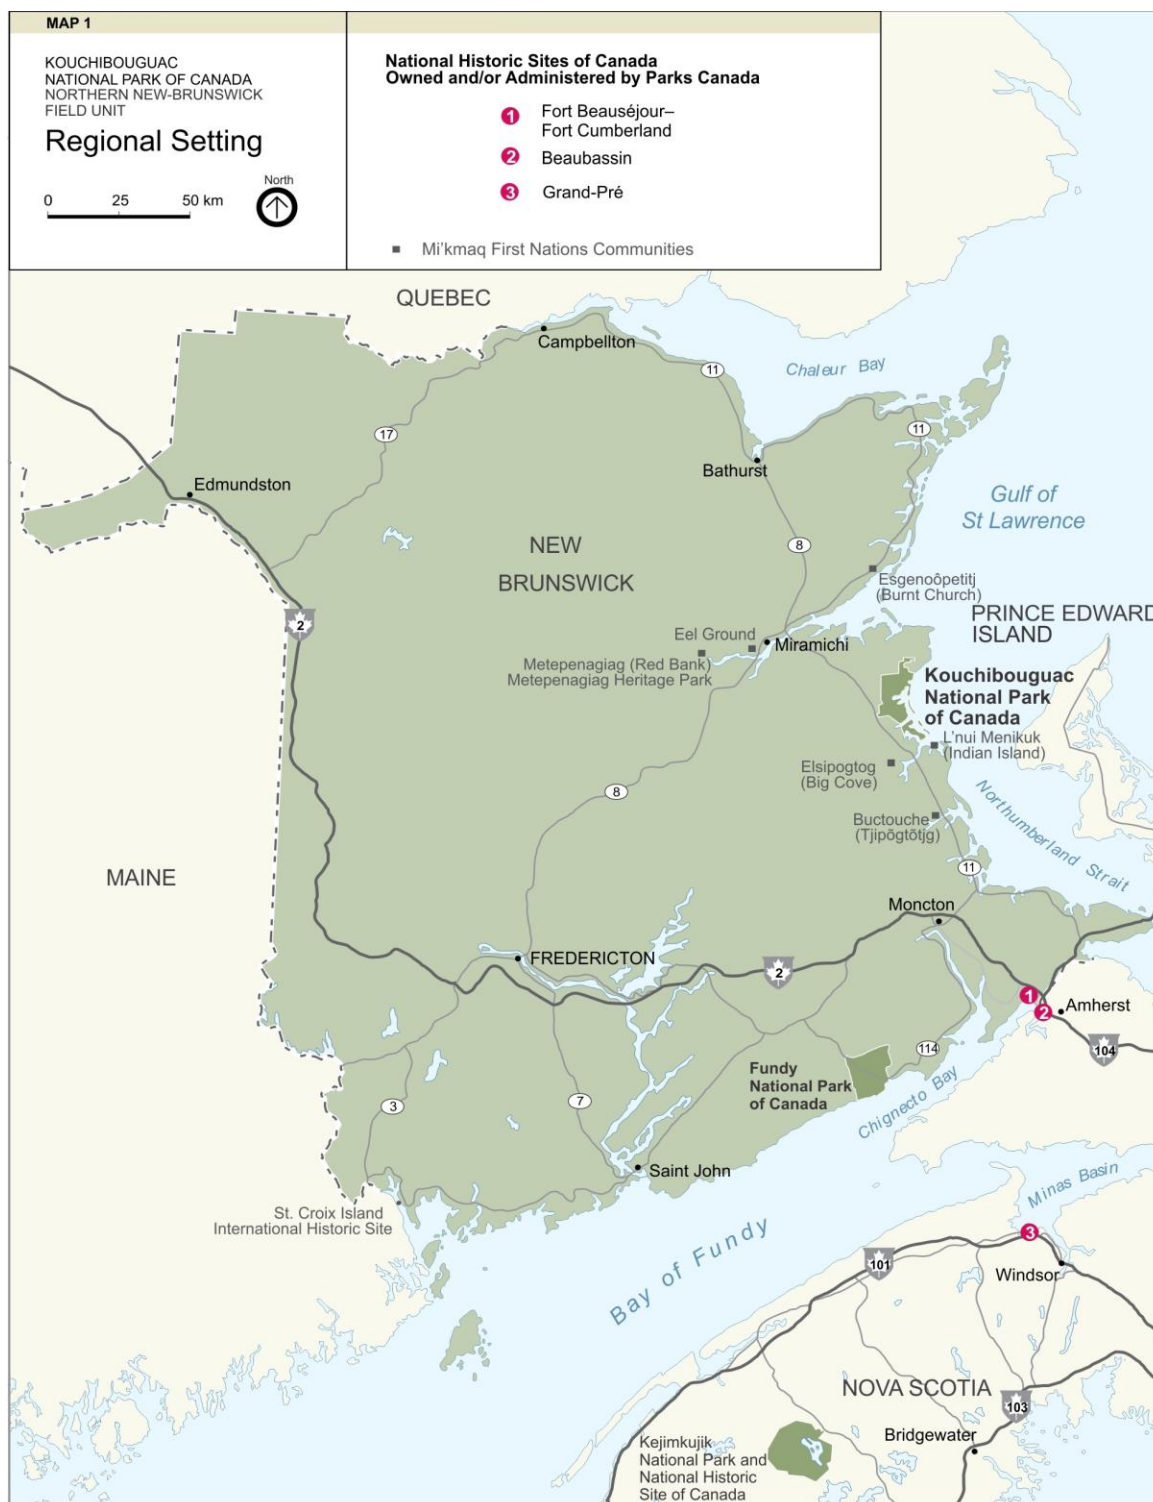 MAP 1
KOUCHIBOUGUAC
NATIONAL PARK OF CANADA
NORTHERN NEW-BRUNSWICK
FIELD UNIT
Regional Setting
0 25 50 km
North
National Historic Sites of Canada
Owned and/or Administered by Parks Canada
1 Fort Beauséjour–
Fort Cumberland
2 Beaubassin
3 Grand-Pré
Mi'kmaq First Nations Communities
QUEBEC
Campbellton
Chaleur Bay
11
17
11
Bathurst
Edmundston
Gulf of
St Lawrence
NEW
BRUNSWICK
8
Esgenoôpetitj
(Burnt Church)
PRINCE EDWARD
ISLAND
2
Eel Ground
Miramichi
Metepenagiag (Red Bank)
Metepenagiag Heritage Park
Kouchibouguac
National Park
of Canada
L'nui Menikuk
(Indian Island)
Elsipogtog
(Big Cove)
8
Buctouche
(Tjipõgtõtjg)
Northumberland Strait
MAINE
11
Moncton
FREDERICTON
2
1
2
Amherst
104
114
Fundy
National Park
of Canada
Chignecto Bay
3
7
Saint John
Minas Basin
St. Croix Island
International Historic Site
Bay of Fundy
3
101
Windsor
NOVA SCOTIA
103
Bridgewater
Kejimkujik
National Park and
National Historic
Site of Canada